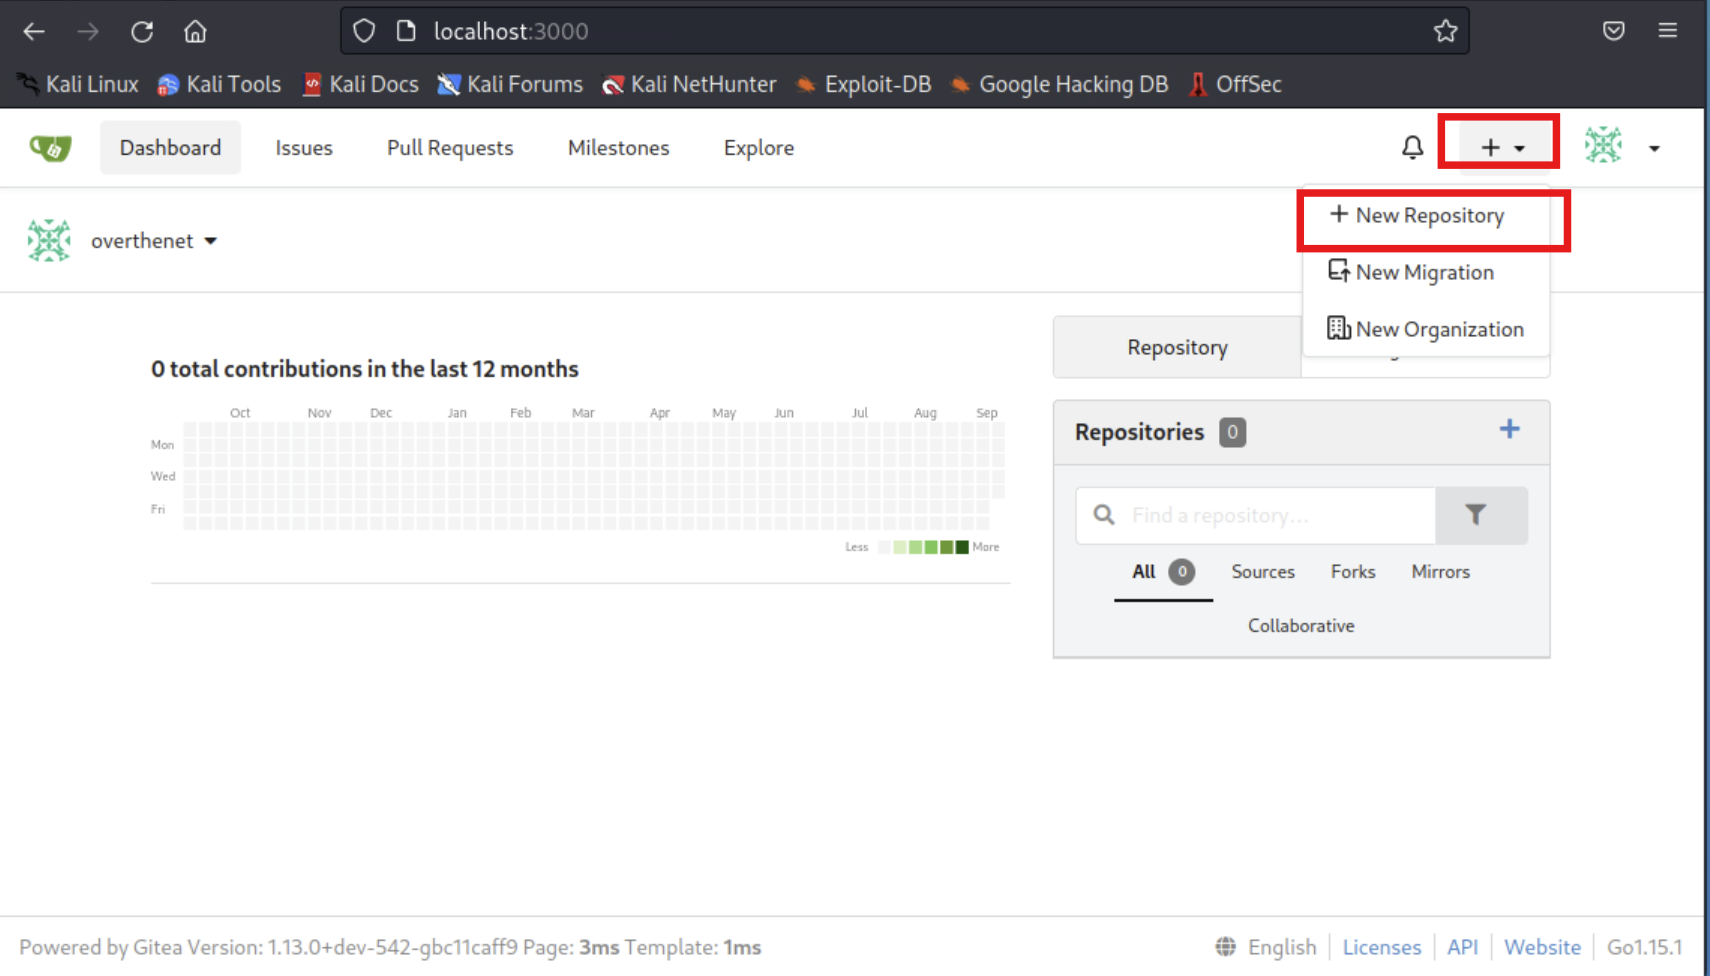 localhost:3000
Kali Linux Kali Tools Kali Docs Kali Forums Kali NetHunter Exploit-DB Google Hacking DB OffSec
Dashboard Issues Pull Requests Milestones Explore
overthenet
New Repository
New Migration
New Organization
Repository
0 total contributions in the last 12 months
Oct Nov Dec Jan Feb Mar Apr May Jun Jul Aug Sep
Mon
Wed
Fri
Less More
Repositories 0
Find a repository...
All 0 Sources Forks Mirrors
Collaborative
Powered by Gitea Version: 1.13.0+dev-542-gbc11caff9 Page: 3ms Template: 1ms
English Licenses API Website Go1.15.1